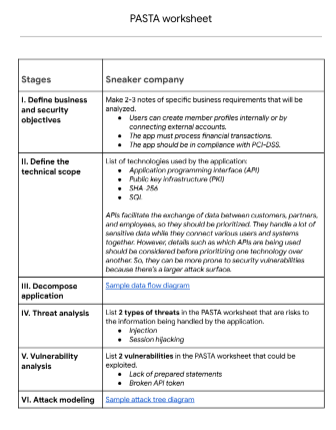 PASTA worksheet
Stages
Sneaker company
I. Define business
and security
objectives
Make 2-3 notes of specific business requirements that will be
analyzed.
● Users can create member profiles internally or by
connecting external accounts.
● The app must process financial transactions.
● The app should be in compliance with PCI-DSS.
II. Define the
technical scope
List of technologies used by the application:
● Application programming interface (API)
● Public key infrastructure (PKI)
● SHA-256
● SQL
APIs facilitate the exchange of data between customers, partners,
and employees, so they should be prioritized. They handle a lot of
sensitive data while they connect various users and systems
together. However, details such as which APIs are being used
should be considered before prioritizing one technology over
another. So, they can be more prone to security vulnerabilities
because there's a larger attack surface.
III. Decompose
application
Sample data flow diagram
IV. Threat analysis
List 2 types of threats in the PASTA worksheet that are risks to
the information being handled by the application.
● Injection
● Session hijacking
V. Vulnerability
analysis
List 2 vulnerabilities in the PASTA worksheet that could be
exploited.
● Lack of prepared statements
● Broken API token
VI. Attack modeling
Sample attack tree diagram